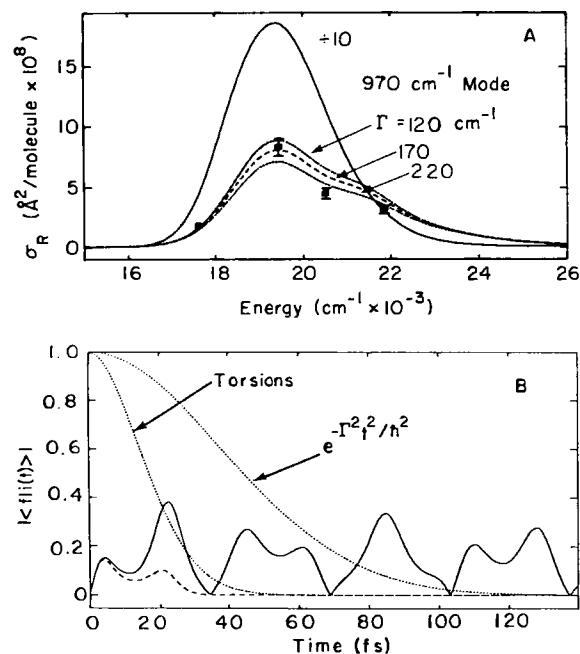 A
÷10
970 cm⁻¹ Mode
Γ = 120 cm⁻¹
170
220
σ_R (Å²/molecule × 10⁸)
15
10
5
0
16 18 20 22 24 26
Energy (cm⁻¹ × 10⁻³)
B
Torsions
e^{-Γ²t²/ħ²}
|<f|i(t)>|
1.0
0.8
0.6
0.4
0.2
0
0 20 40 60 80 100 120
Time (fs)